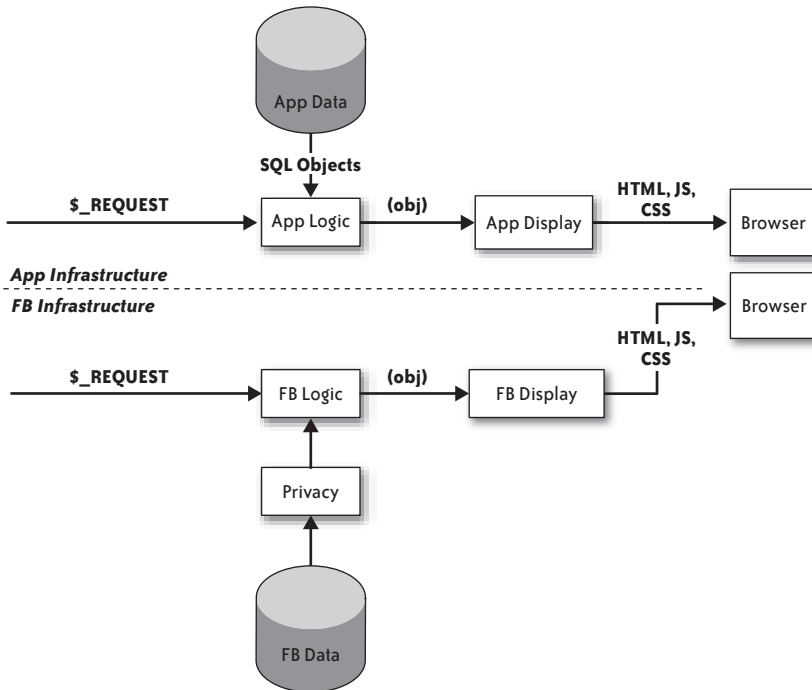 App Data
SQL Objects
$_REQUEST
App Logic
(obj)
App Display
HTML, JS,
CSS
Browser
App Infrastructure
FB Infrastructure
Browser
HTML, JS,
CSS
$_REQUEST
FB Logic
(obj)
FB Display
Privacy
FB Data